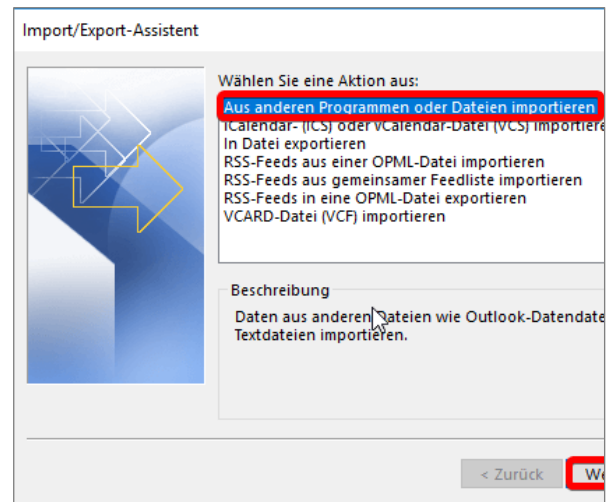 Import/Export-Assistent
Wählen Sie eine Aktion aus:
Aus anderen Programmen oder Dateien importieren
iCalendar- (ICS) oder vCalendar-Datei (VCS) importiere
In Datei exportieren
RSS-Feeds aus einer OPML-Datei importieren
RSS-Feeds aus gemeinsamer Feedliste importieren
RSS-Feeds in eine OPML-Datei exportieren
VCARD-Datei (VCF) importieren
Beschreibung
Daten aus anderen Dateien wie Outlook-Datendate
Textdateien importieren.
< Zurück
We